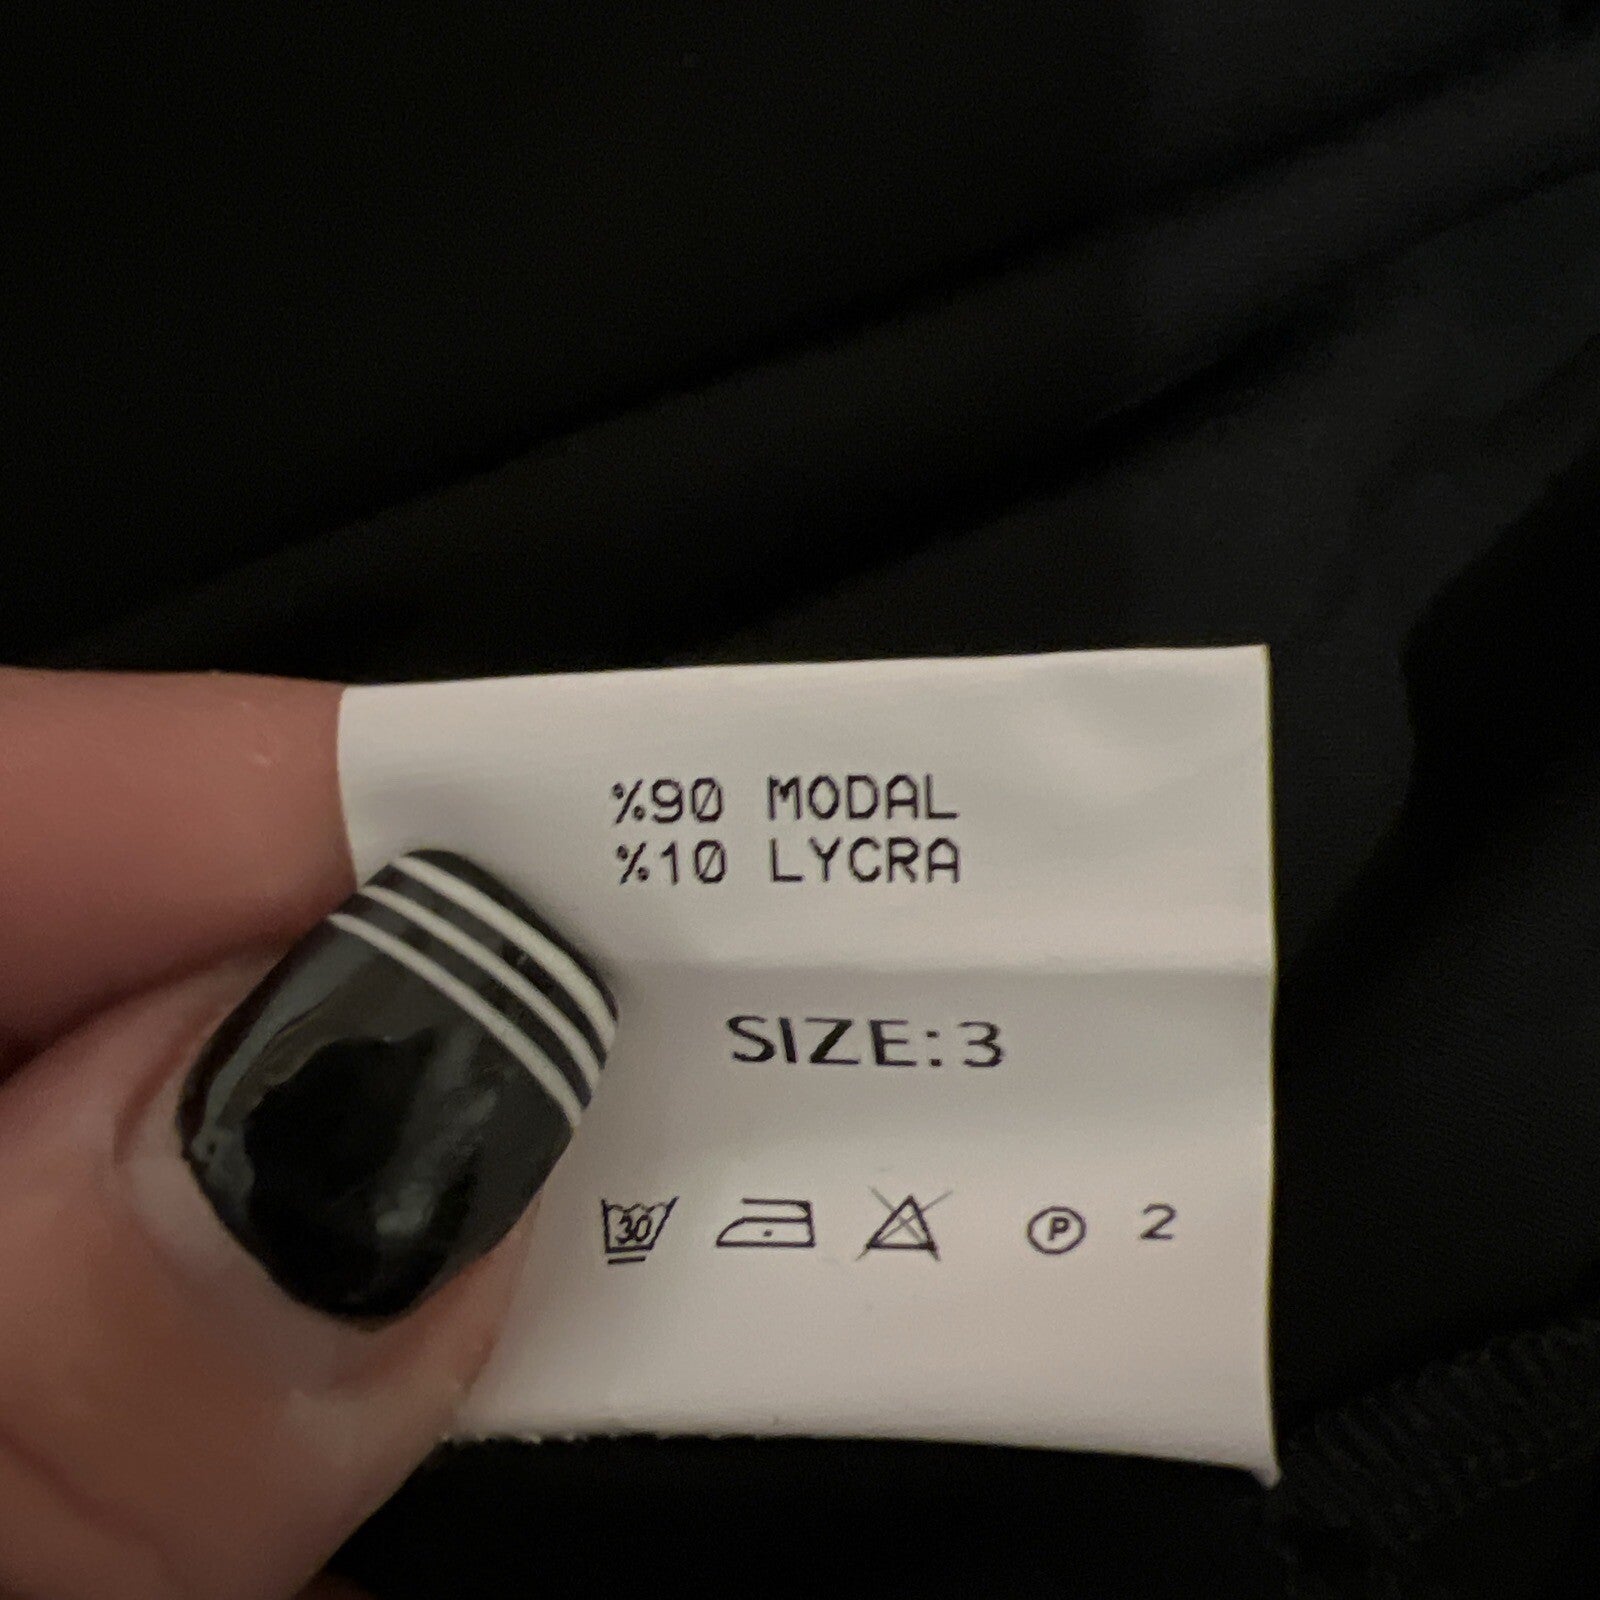 %90 MODAL
%10 LYCRA
SIZE:3
30 P 2